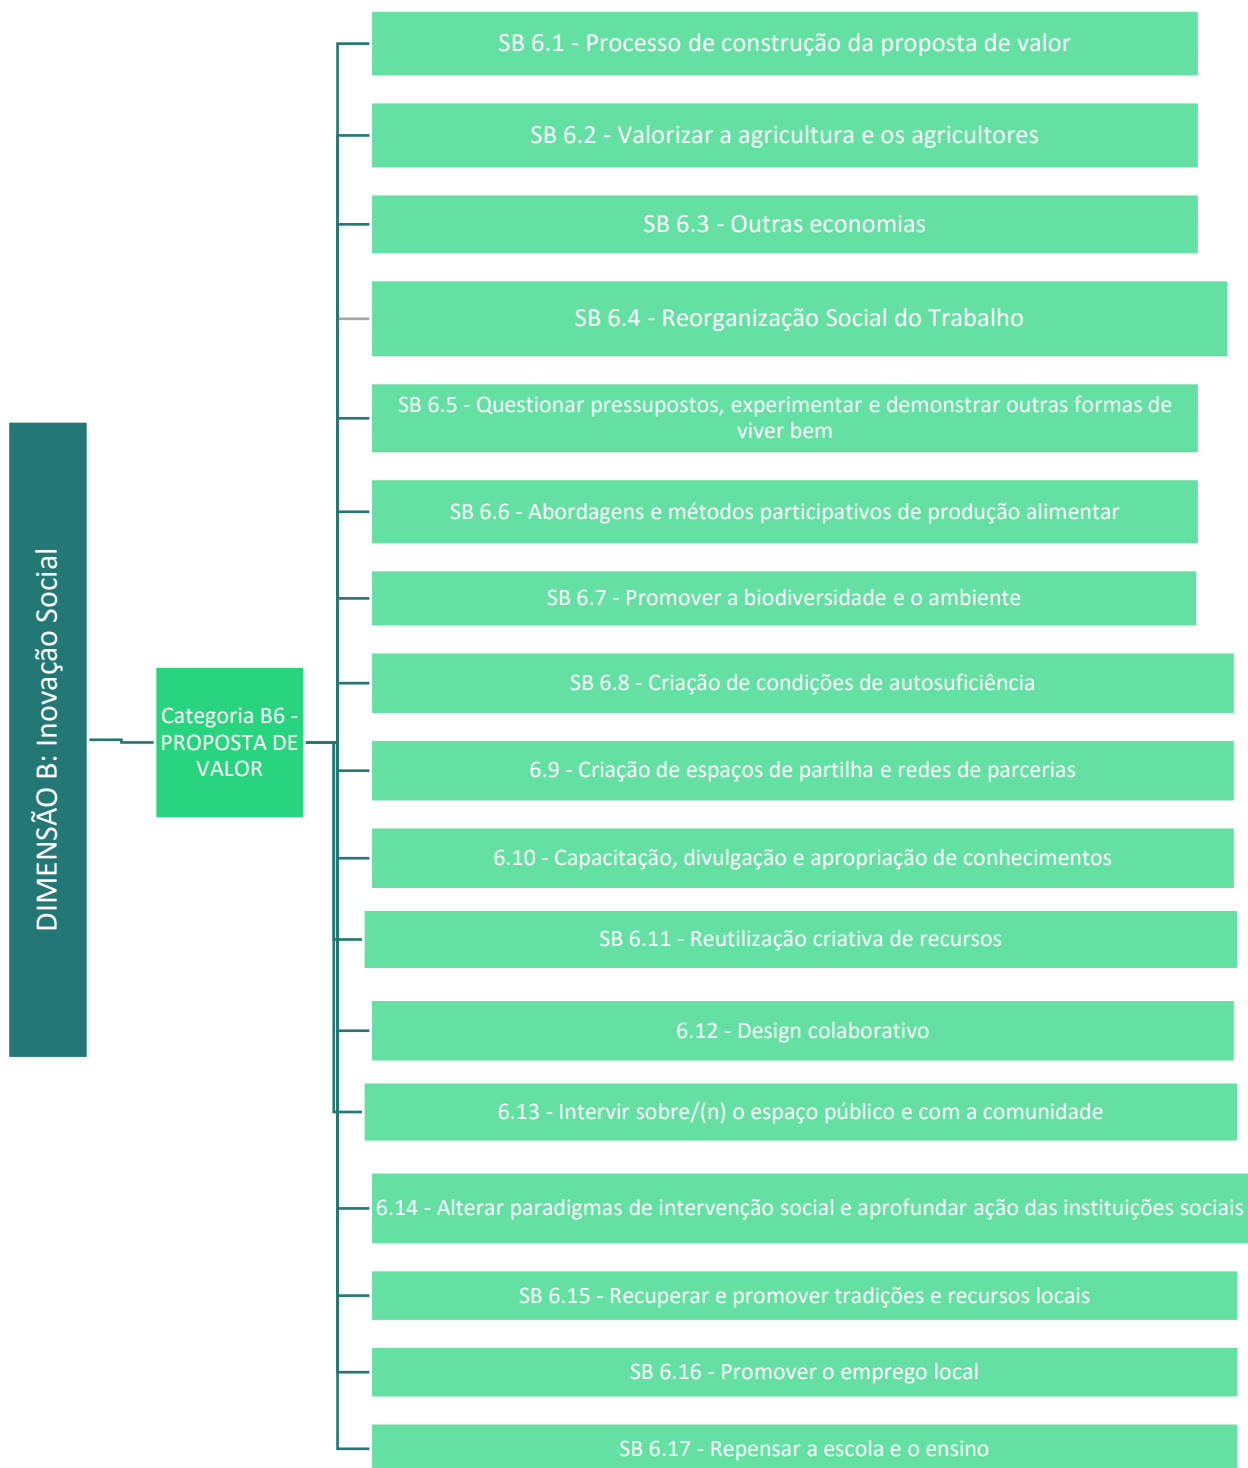 DIMENSÃO B: Inovação Social
Categoria B6 -
PROPOSTA DE
VALOR
SB 6.1 - Processo de construção da proposta de valor
SB 6.2 - Valorizar a agricultura e os agricultores
SB 6.3 - Outras economias
SB 6.4 - Reorganização Social do Trabalho
SB 6.5 - Questionar pressupostos, experimentar e demonstrar outras formas de
viver bem
SB 6.6 - Abordagens e métodos participativos de produção alimentar
SB 6.7 - Promover a biodiversidade e o ambiente
SB 6.8 - Criação de condições de autosuficiência
6.9 - Criação de espaços de partilha e redes de parcerias
6.10 - Capacitação, divulgação e apropriação de conhecimentos
SB 6.11 - Reutilização criativa de recursos
6.12 - Design colaborativo
6.13 - Intervir sobre/(n) o espaço público e com a comunidade
6.14 - Alterar paradigmas de intervenção social e aprofundar ação das instituições sociais
SB 6.15 - Recuperar e promover tradições e recursos locais
SB 6.16 - Promover o emprego local
SB 6.17 - Repensar a escola e o ensino